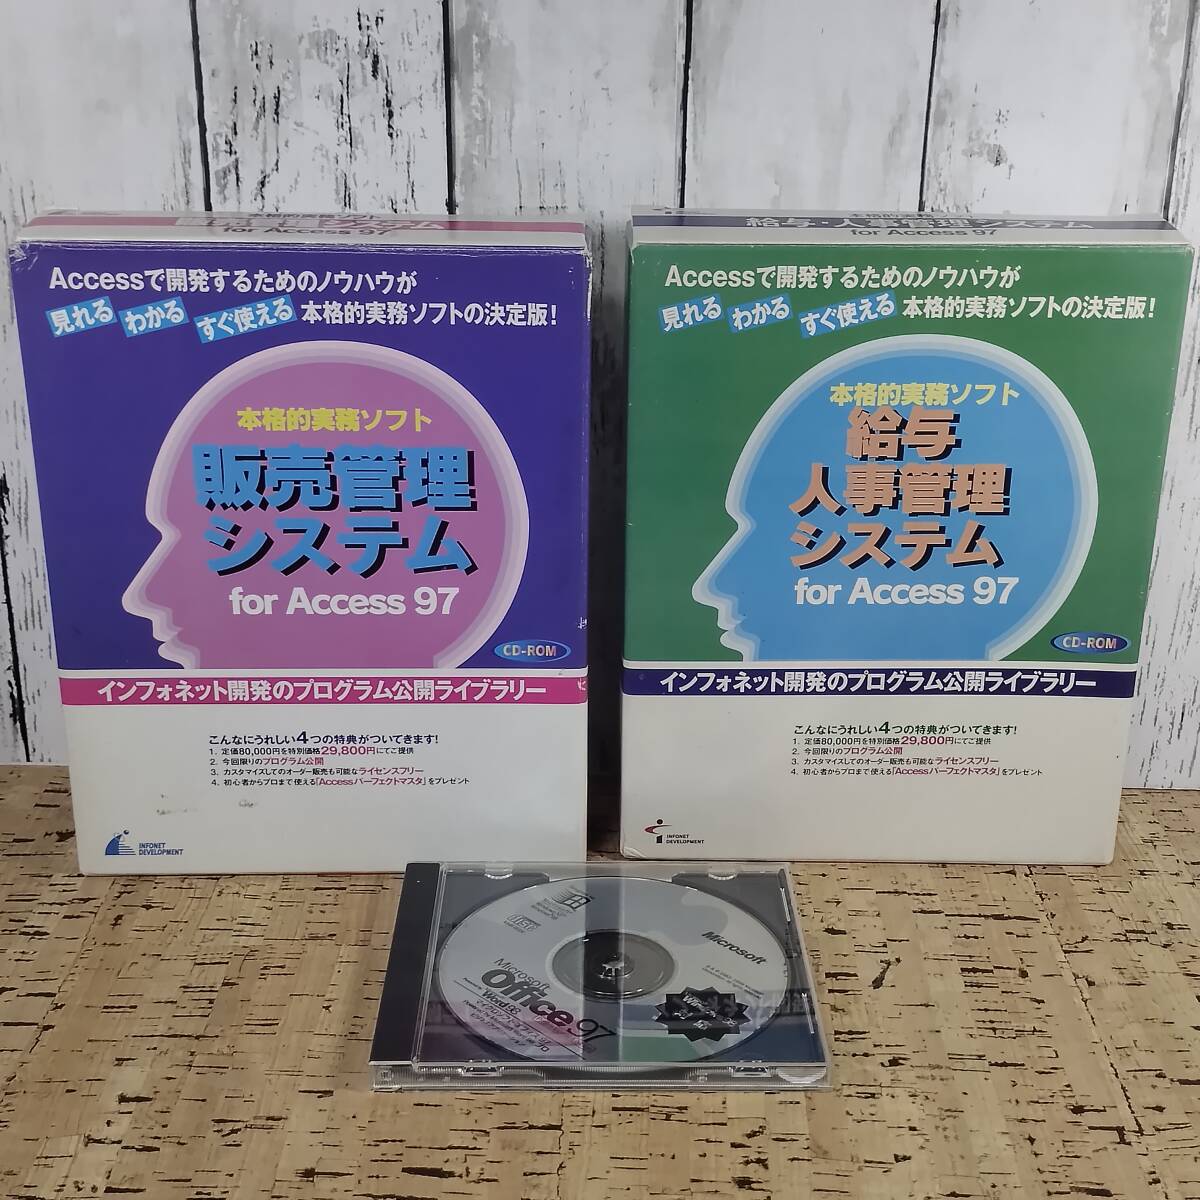 for Access 97
Accessで開発するためのノウハウが
見れる わかる すぐ使える 本格的実務ソフトの決定版！
本格的実務ソフト
販売管理
システム
for Access 97
CD-ROM
インフォネット開発のプログラム公開ライブラリー
こんなにうれしい4つの特典がついてきます！
1. 定価80,000円を特別価格29,800円にてご提供
2. 今回限りのプログラム公開
3. カスタマイズしてのオーダー販売も可能なライセンスフリー
4. 初心者からプロまで使える「Accessパーフェクトマスタ」をプレゼント
INFONET
DEVELOPMENT
給与・人事管理システム
for Access 97
Accessで開発するためのノウハウが
見れる わかる すぐ使える 本格的実務ソフトの決定版！
本格的実務ソフト
給与
人事管理
システム
for Access 97
CD-ROM
インフォネット開発のプログラム公開ライブラリー
こんなにうれしい4つの特典がついてきます！
1. 定価80,000円を特別価格29,800円にてご提供
2. 今回限りのプログラム公開
3. カスタマイズしてのオーダー販売も可能なライセンスフリー
4. 初心者からプロまで使える「Accessパーフェクトマスタ」をプレゼント
INFONET
DEVELOPMENT
Microsoft
Microsoft
Office 97
Word 98